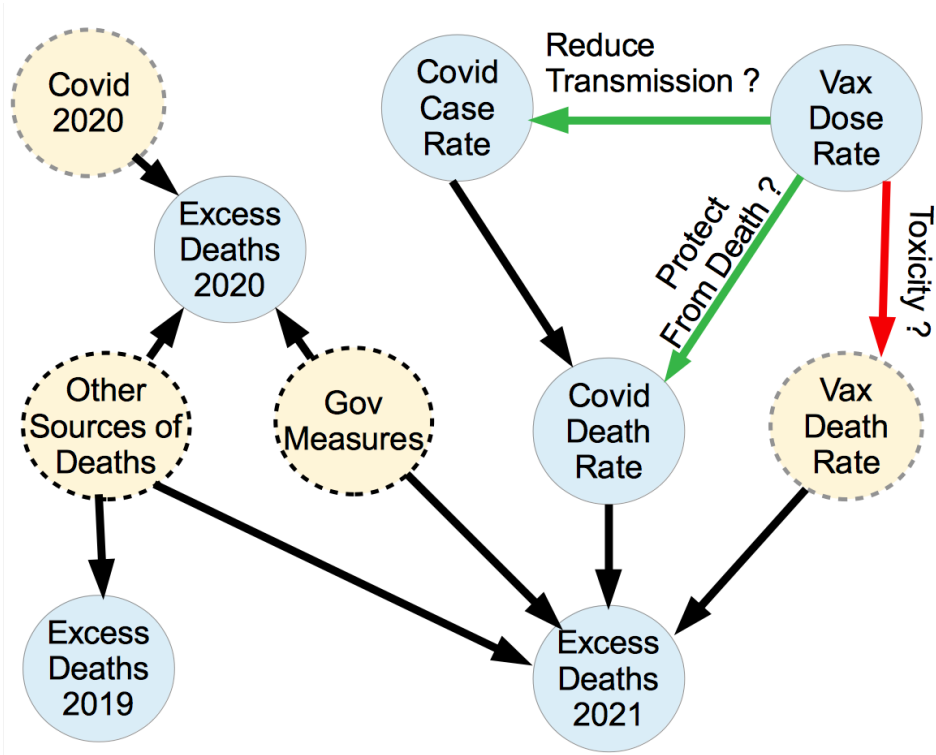 Covid
2020
Excess
Deaths
2020
Other
Sources of
Deaths
Gov
Measures
Excess
Deaths
2019
Covid
Case
Rate
Reduce
Transmission ?
Vax
Dose
Rate
Protect
From Death ?
Toxicity ?
Covid
Death
Rate
Vax
Death
Rate
Excess
Deaths
2021